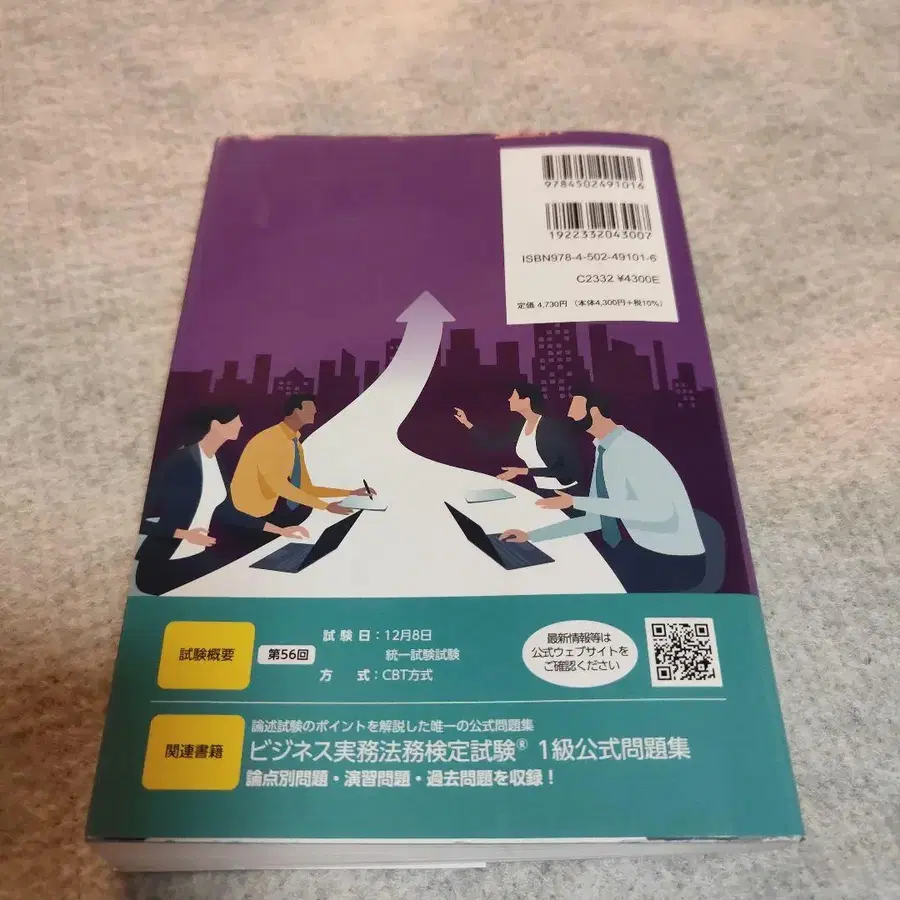 9784502491016
1922332043007
ISBN978-4-502-49101-6
C2332 ¥4300E
定価 4,730円 (本体4,300円+税10%)
試験概要
第56回
試験日：12月8日
統一試験試験
方式：CBT方式
最新情報等は
公式ウェブサイトを
ご確認ください
関連書籍
論述試験のポイントを解説した唯一の公式問題集
ビジネス実務法務検定試験® 1級公式問題集
論点別問題・演習問題・過去問題を収録！